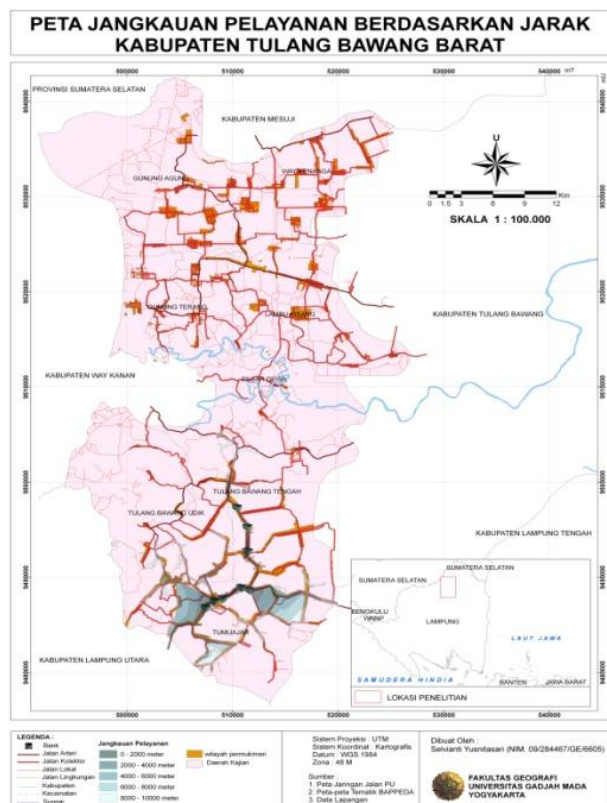 PETA JANGKAUAN PELAYANAN BERDASARKAN JARAK
KABUPATEN TULANG BAWANG BARAT
500000
510000
520000
540000
mT
PROVINSI SUMATERA SELATAN
KABUPATEN MESUJI
GUNUNG AGUNG
WAY KENANGA
U
0 1.5 3 6 9 12
Km
SKALA 1 : 100.000
GUNUNG TERANG
LAMBU KIBANG
KABUPATEN TULANG BAWANG
KABUPATEN WAY KANAN
PAGAR DEWA
TULANG BAWANG TENGAH
TULANG BAWANG UDIK
KABUPATEN LAMPUNG TENGAH
TUMIJAJAR
KABUPATEN LAMPUNG UTARA
SUMATERA SELATAN
SUMATERA SELATAN
BENGKULU
LAMPUNG
LAUT JAWA
SAMUDERA HINDIA
BANTEN
JAWA BARAT
LOKASI PENELITIAN
500000
510000
520000
540000
LEGENDA :
Bank
Jalan Arteri
Jalan Kolektor
Jalan Lokal
Jalan Lingkungan
Kabupaten
Kecamatan
Sungai
Jangkauan Pelayanan
0 - 2000 meter
2000 - 4000 meter
4000 - 6000 meter
6000 - 8000 meter
8000 - 10000 meter
wilayah permukiman
Daerah Kajian
Sistem Proyeksi : UTM
Sistem Koordinat : Kartografis
Datum : WGS 1984
Zona : 48 M
Sumber :
1. Peta Jaringan Jalan PU
2. Peta-peta Tematik BAPPEDA
3. Data Lapangan
Dibuat Oleh :
Selvianti Yusnitasan (NIM. 09/284467/GE/6605)
FAKULTAS GEOGRAFI
UNIVERSITAS GADJAH MADA
YOGYAKARTA